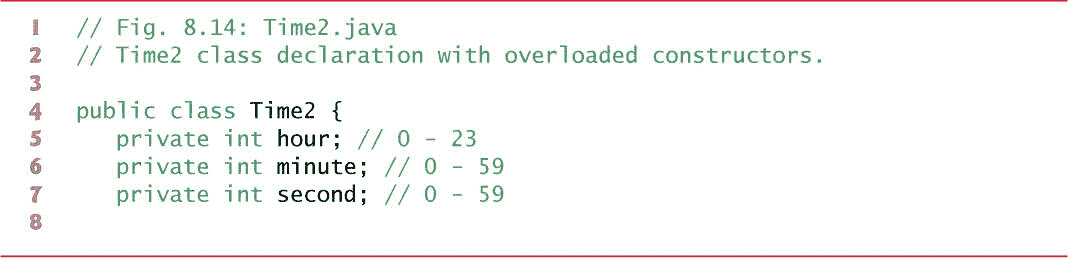 1 // Fig. 8.14: Time2.java
2 // Time2 class declaration with overloaded constructors.
3
4 public class Time2 {
5    private int hour; // 0 – 23
6    private int minute; // 0 – 59
7    private int second; // 0 – 59
8